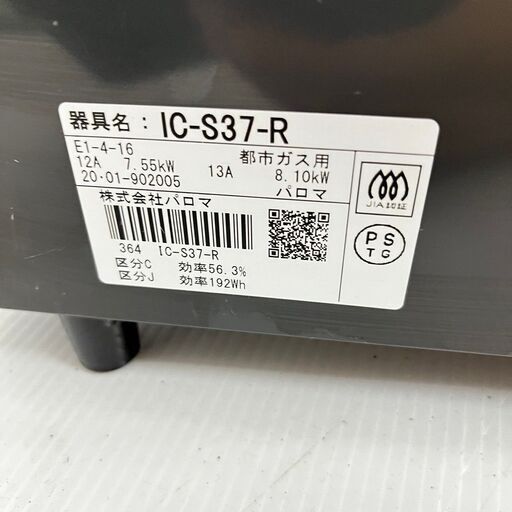 器具名：IC-S37-R
E1-4-16 都市ガス用
12A 7.55kW 13A 8.10kW
20·01-902005 パロマ
株式会社パロマ
364 IC-S37-R
区分C 効率56.3%
区分J 効率192Wh
JIA認証
PS
TG